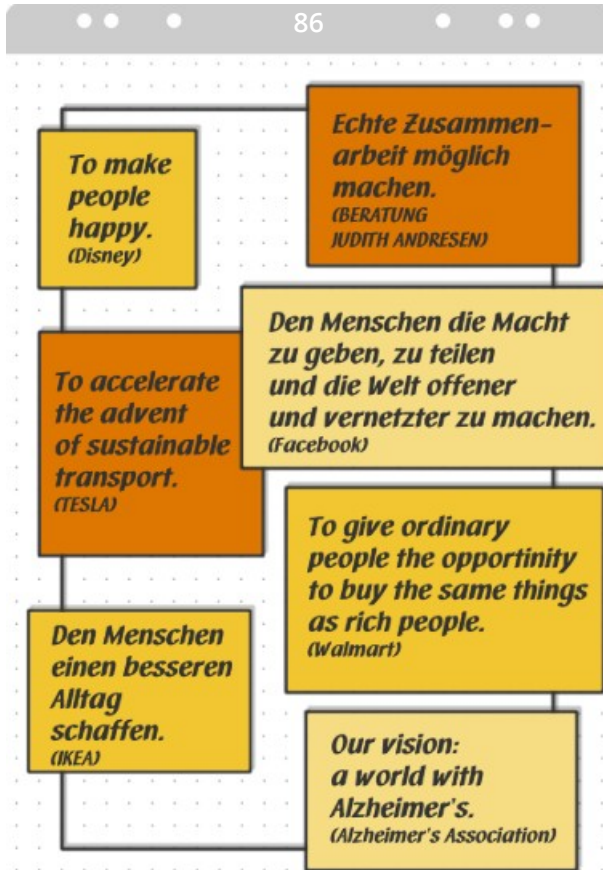 86
To make
people
happy.
(Disney)
Echte Zusammen-
arbeit möglich
machen.
(BERATUNG
JUDITH ANDRESEN)
To accelerate
the advent
of sustainable
transport.
(TESLA)
Den Menschen die Macht
zu geben, zu teilen
und die Welt offener
und vernetzter zu machen.
(Facebook)
To give ordinary
people the opportinity
to buy the same things
as rich people.
(Walmart)
Den Menschen
einen besseren
Alltag
schaffen.
(IKEA)
Our vision:
a world with
Alzheimer's.
(Alzheimer's Association)